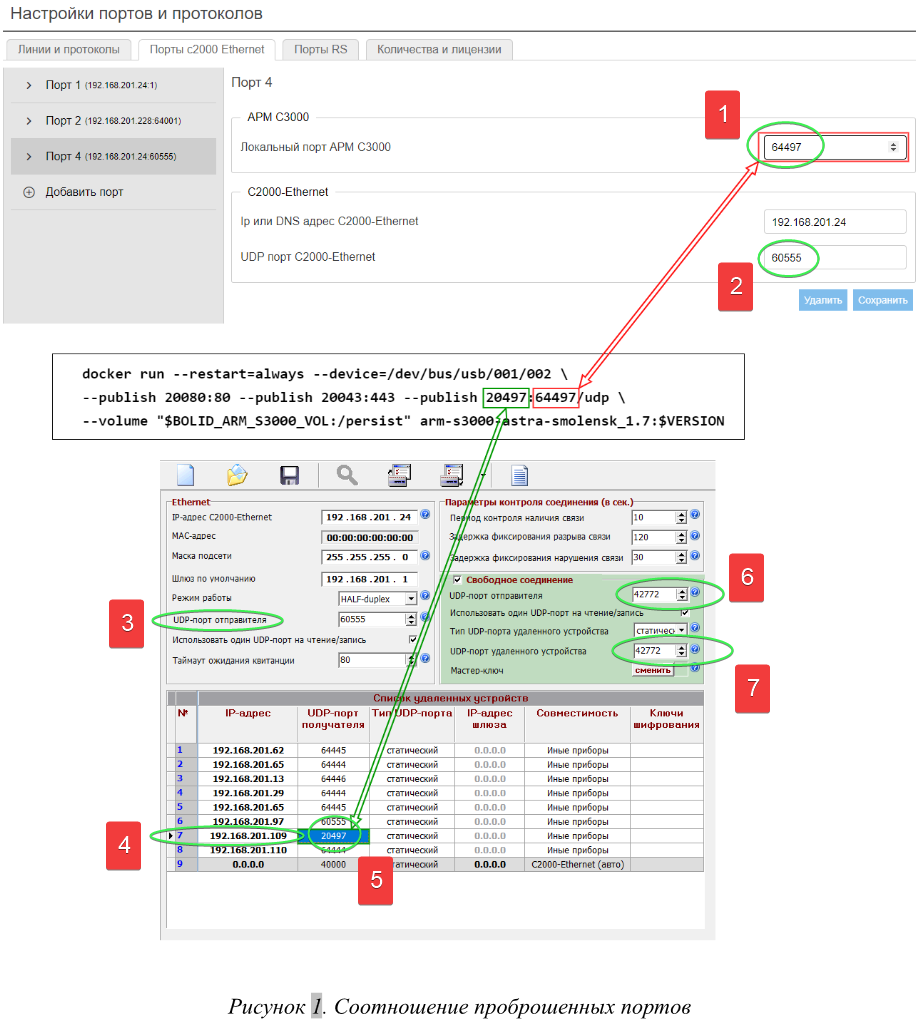 Настройки портов и протоколов
Линии и протоколы Порты с2000 Ethernet Порты RS Количества и лицензии
Порт 1 (192.168.201.24:1)
Порт 2 (192.168.201.228:64001)
Порт 4 (192.168.201.24:60555)
Добавить порт
Порт 4
АРМ С3000
1
Локальный порт АРМ С3000 64497
С2000-Ethernet
Ip или DNS адрес С2000-Ethernet 192.168.201.24
UDP порт С2000-Ethernet 60555
2
Удалить Сохранить
docker run --restart=always --device=/dev/bus/usb/001/002 \
--publish 20080:80 --publish 20043:443 --publish 20497:64497/udp \
--volume "$BOLID_ARM_S3000_VOL:/persist" arm-s3000-astra-smolensk_1.7:$VERSION
Ethernet
IP-адрес C2000-Ethernet 192.168.201.24
MAC-адрес 00:00:00:00:00:00
Маска подсети 255.255.255.0
Шлюз по умолчанию 192.168.201.1
Режим работы HALF-duplex
3
UDP-порт отправителя 60555
Использовать один UDP-порт на чтение/запись
Таймаут ожидания квитанции 80
Параметры контроля соединения (в сек.)
Период контроля наличия связи 10
Задержка фиксирования разрыва связи 120
Задержка фиксирования нарушения связи 30
Свободное соединение
6
UDP-порт отправителя 42772
Использовать один UDP-порт на чтение/запись
Тип UDP-порта удаленного устройства статичес
UDP-порт удаленного устройства 42772
7
Мастер-ключ сменить
Список удаленных устройств
№ IP-адрес UDP-порт получателя Тип UDP-порта IP-адрес шлюза Совместимость Ключи шифрования
1 192.168.201.62 64445 статический 0.0.0.0 Иные приборы
2 192.168.201.65 64444 статический 0.0.0.0 Иные приборы
3 192.168.201.13 64446 статический 0.0.0.0 Иные приборы
4 192.168.201.29 64444 статический 0.0.0.0 Иные приборы
5 192.168.201.65 64445 статический 0.0.0.0 Иные приборы
6 192.168.201.97 60555 статический 0.0.0.0 Иные приборы
4
7 192.168.201.109 20497 статический 0.0.0.0 Иные приборы
8 192.168.201.110 64444 статический 0.0.0.0 Иные приборы
9 0.0.0.0 40000 статический 0.0.0.0 C2000-Ethernet (авто)
5
Рисунок 1. Соотношение проброшенных портов